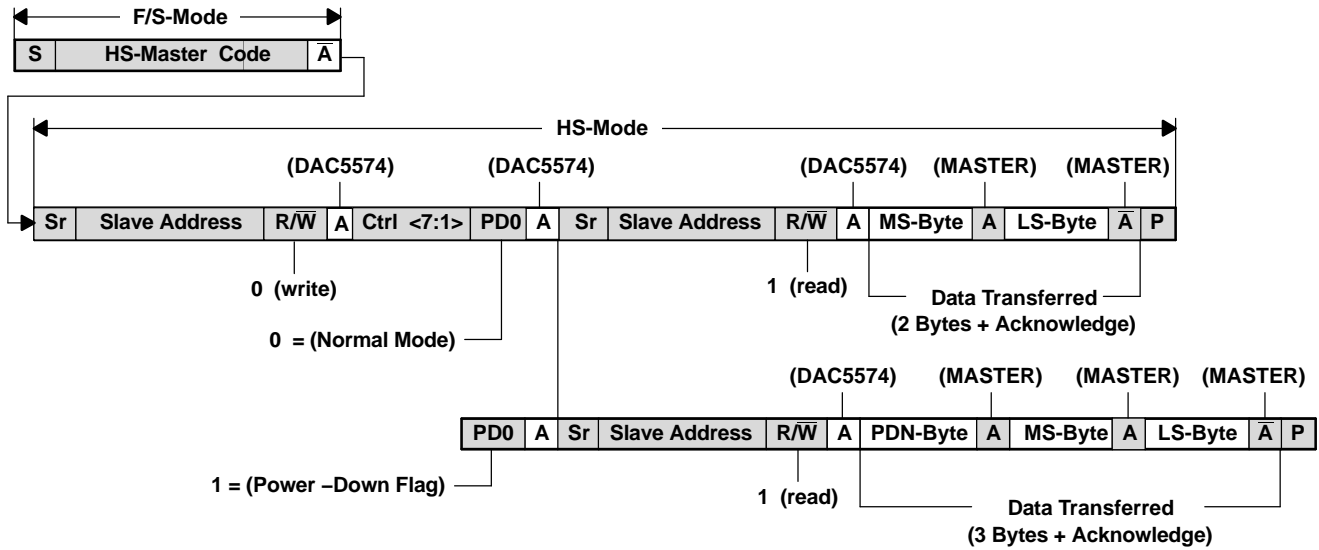 F/S-Mode
S HS-Master Code A̅
HS-Mode
(DAC5574) (DAC5574) (DAC5574) (MASTER) (MASTER)
Sr Slave Address R/W̅ A Ctrl <7:1> PD0 A Sr Slave Address R/W̅ A MS-Byte A LS-Byte A̅ P
0 (write) 1 (read) Data Transferred
(2 Bytes + Acknowledge)
0 = (Normal Mode)
(DAC5574) (MASTER) (MASTER) (MASTER)
PD0 A Sr Slave Address R/W̅ A PDN-Byte A MS-Byte A LS-Byte A̅ P
1 = (Power −Down Flag) 1 (read) Data Transferred
(3 Bytes + Acknowledge)